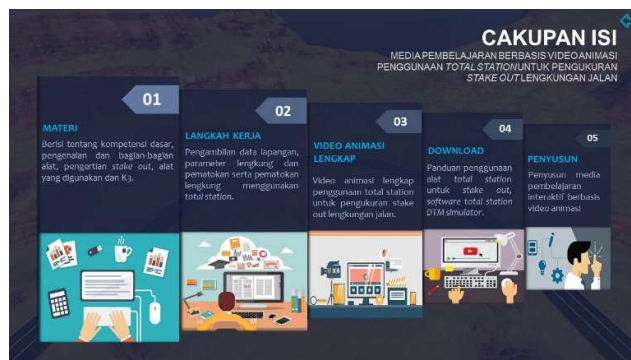 CAKUPAN ISI
MEDIA PEMBELAJARAN BERBASIS VIDEO ANIMASI
PENGGUNAAN TOTAL STATION UNTUK PENGUKURAN
STAKE OUT LENGKUNGAN JALAN
01
MATERI
Berisi tentang kompetensi dasar,
pengenalan dan bagian-bagian
alat, pengertian stake out, alat
yang digunakan dan K3.
02
LANGKAH KERJA
Pengambilan data lapangan,
parameter lengkung dan
pematokan serta pematokan
lengkung menggunakan
total station.
03
VIDEO ANIMASI
LENGKAP
Video animasi lengkap
penggunaan total station
untuk pengukuran stake
out lengkungan jalan.
04
DOWNLOAD
Panduan penggunaan
alat total station
untuk stake out,
software total station
DTM simulator.
05
PENYUSUN
Penyusun media
pembelajaran
interaktif berbasis
video animasi